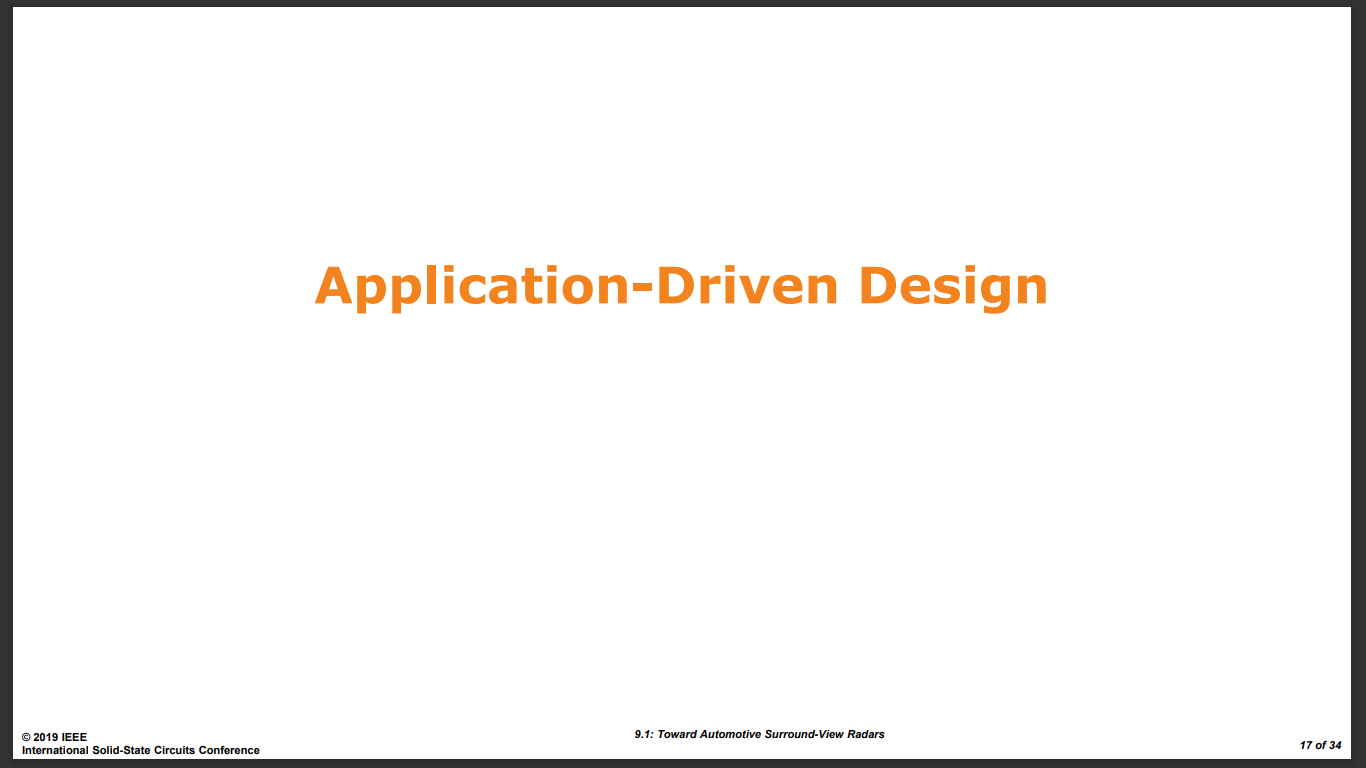 Application-Driven Design
© 2019 IEEE
International Solid-State Circuits Conference
9.1: Toward Automotive Surround-View Radars
17 of 34